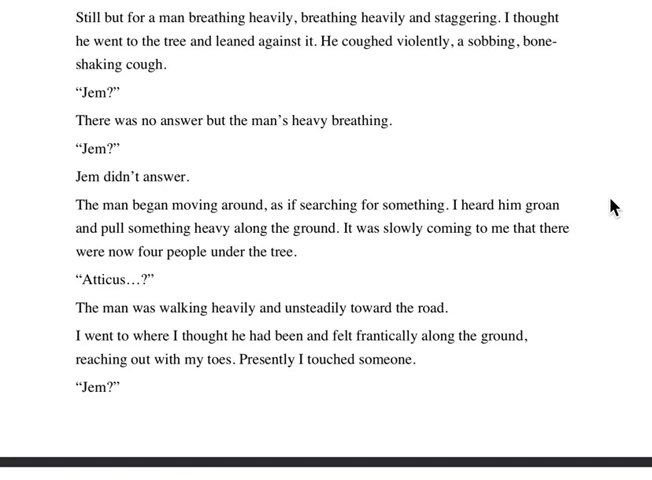 Still but for a man breathing heavily, breathing heavily and staggering. I thought
he went to the tree and leaned against it. He coughed violently, a sobbing, bone-
shaking cough.
“Jem?”
There was no answer but the man’s heavy breathing.
“Jem?”
Jem didn’t answer.
The man began moving around, as if searching for something. I heard him groan
and pull something heavy along the ground. It was slowly coming to me that there
were now four people under the tree.
“Atticus…?”
The man was walking heavily and unsteadily toward the road.
I went to where I thought he had been and felt frantically along the ground,
reaching out with my toes. Presently I touched someone.
“Jem?”